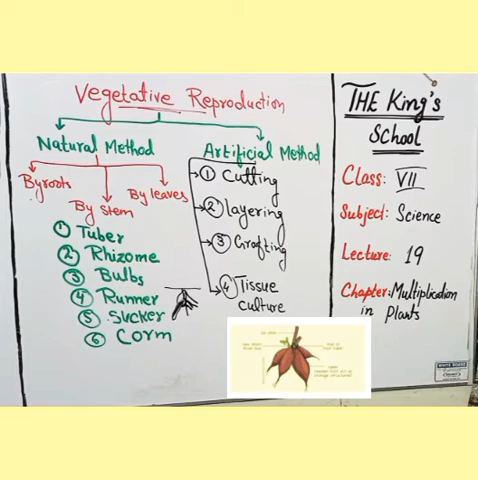 Vegetative Reproduction
Natural Method
By roots
By stem
By leaves
① Tuber
② Rhizome
③ Bulbs
④ Runner
⑤ Sucker
⑥ Corm
Artificial Method
① Cutting
② layering
③ Grafting
④ Tissue
culture
THE King's
School
Class: VII
Subject: Science
Lecture: 19
Chapter: Multiplication
in Plants
WHITE BOARD